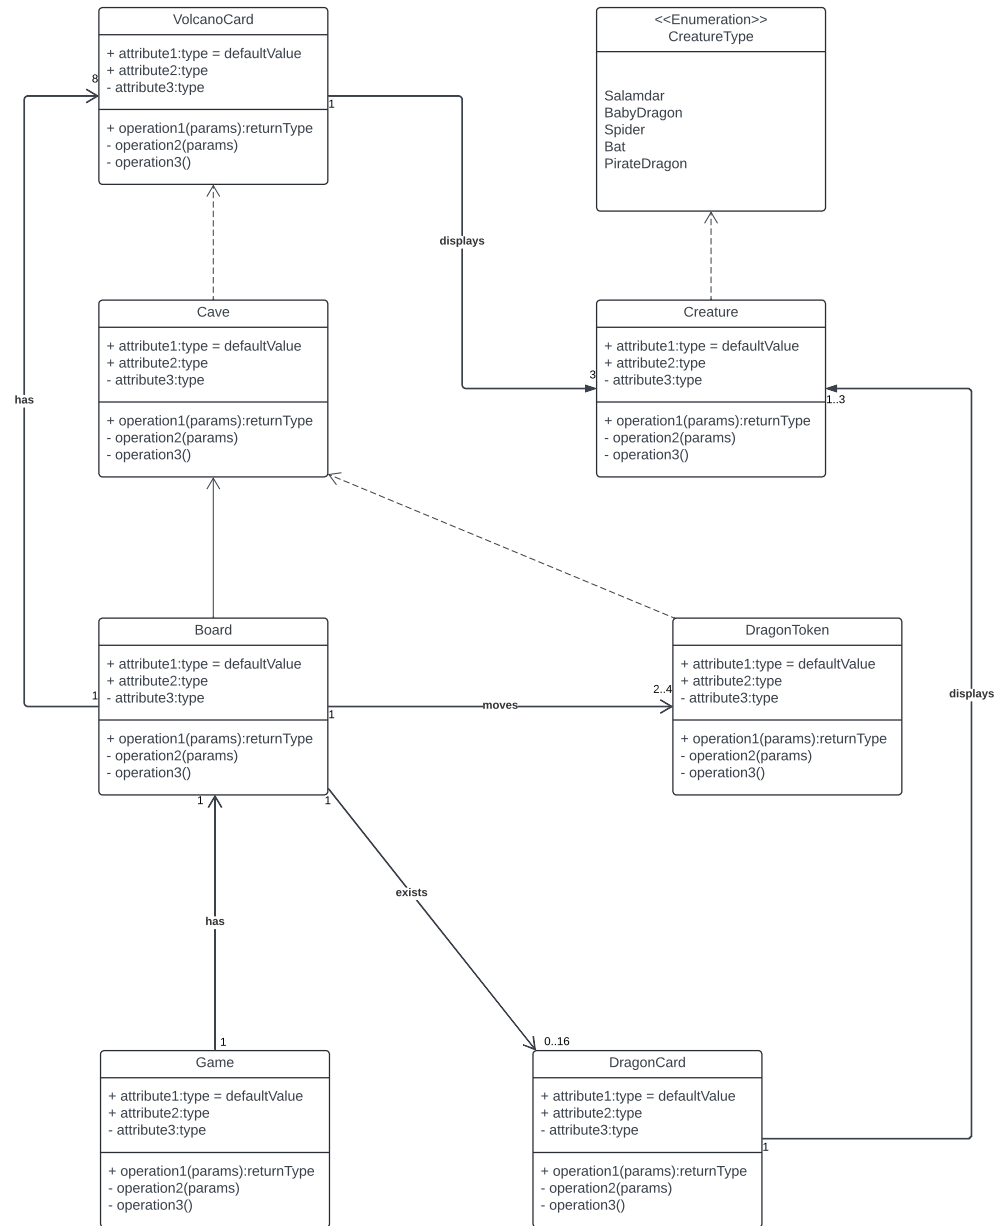 VolcanoCard
+ attribute1:type = defaultValue
+ attribute2:type
- attribute3:type
+ operation1(params):returnType
- operation2(params)
- operation3()
<<Enumeration>>
CreatureType
Salamdar
BabyDragon
Spider
Bat
PirateDragon
8
1
displays
Cave
+ attribute1:type = defaultValue
+ attribute2:type
- attribute3:type
+ operation1(params):returnType
- operation2(params)
- operation3()
Creature
+ attribute1:type = defaultValue
+ attribute2:type
- attribute3:type
+ operation1(params):returnType
- operation2(params)
- operation3()
3
1..3
has
Board
+ attribute1:type = defaultValue
+ attribute2:type
- attribute3:type
+ operation1(params):returnType
- operation2(params)
- operation3()
DragonToken
+ attribute1:type = defaultValue
+ attribute2:type
- attribute3:type
+ operation1(params):returnType
- operation2(params)
- operation3()
1
2..4
displays
moves
1
1
1
exists
has
1
0..16
Game
+ attribute1:type = defaultValue
+ attribute2:type
- attribute3:type
+ operation1(params):returnType
- operation2(params)
- operation3()
DragonCard
+ attribute1:type = defaultValue
+ attribute2:type
- attribute3:type
+ operation1(params):returnType
- operation2(params)
- operation3()
1